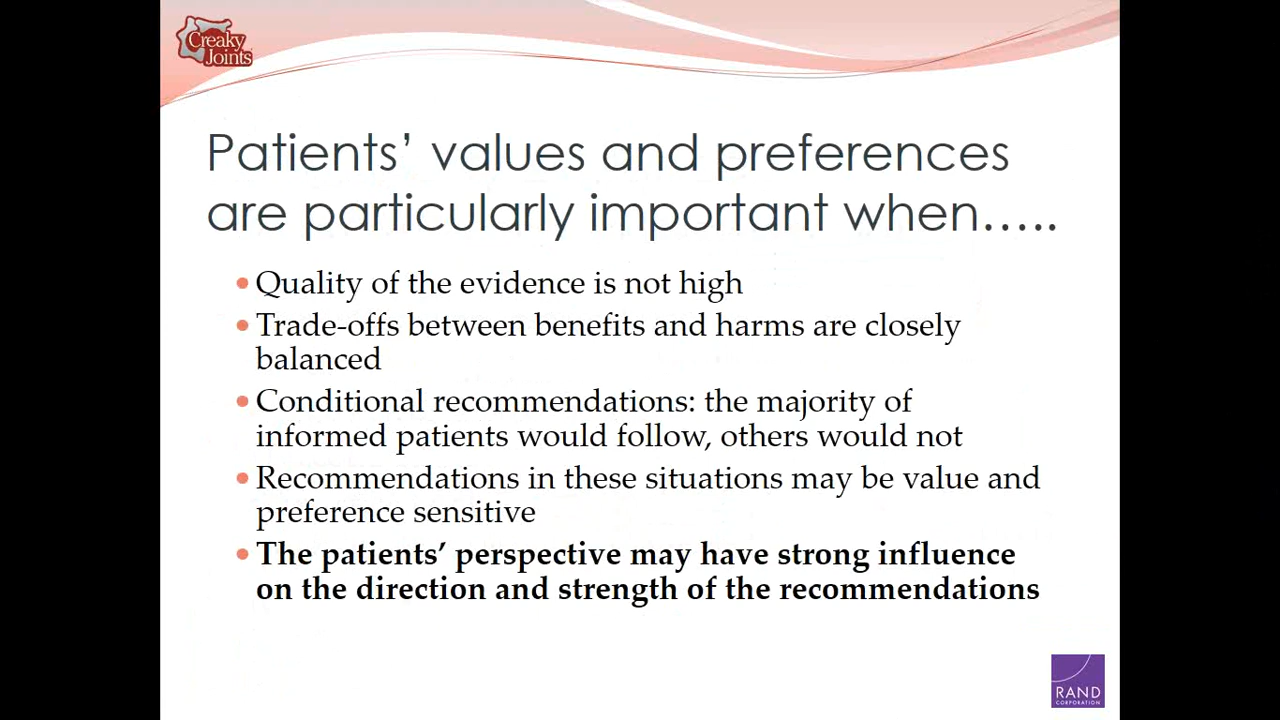 Creaky
Joints
Patients’ values and preferences
are particularly important when…..
• Quality of the evidence is not high
• Trade-offs between benefits and harms are closely
balanced
• Conditional recommendations: the majority of
informed patients would follow, others would not
• Recommendations in these situations may be value and
preference sensitive
• The patients’ perspective may have strong influence
on the direction and strength of the recommendations
RAND
CORPORATION